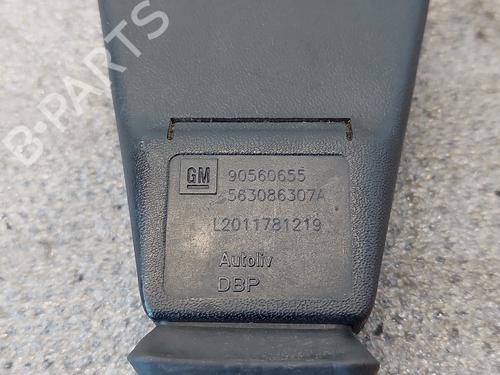 B-PARTS
GM 90560655
563086307A
L2011781219
Autoliv
DBP